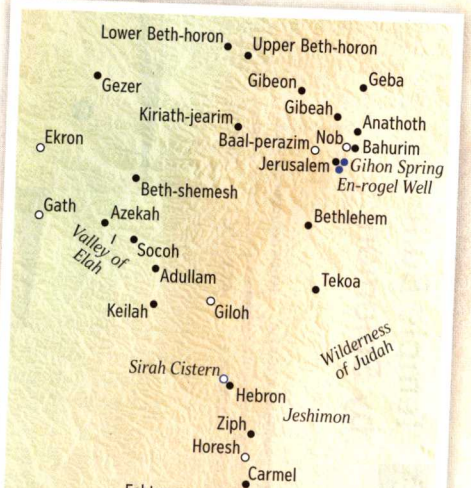 Lower Beth-horon
Upper Beth-horon
Gezer
Gibeon
Geba
Gibeah
Kiriath-jearim
Anathoth
Ekron
Baal-perazim
Nob
Bahurim
Jerusalem
Gihon Spring
En-rogel Well
Beth-shemesh
Gath
Azekah
Bethlehem
Valley of
Elah
Socoh
Adullam
Tekoa
Keilah
Giloh
Wilderness
of Judah
Sirah Cistern
Hebron
Jeshimon
Ziph
Horesh
Carmel